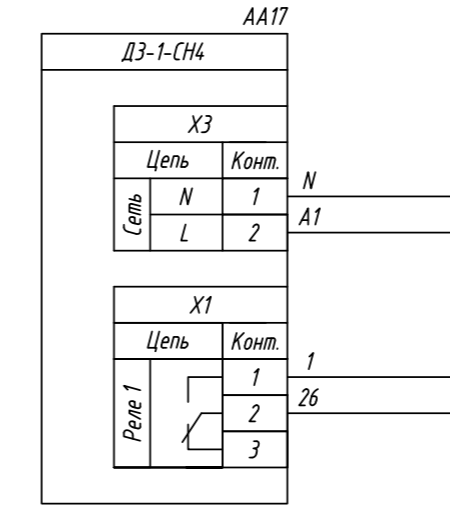 АА17
ДЗ-1-СН4
Х3
Цепь Конт.
Сеть N 1 N
L 2 А1
Х1
Цепь Конт.
Реле 1 1 1
2 26
3